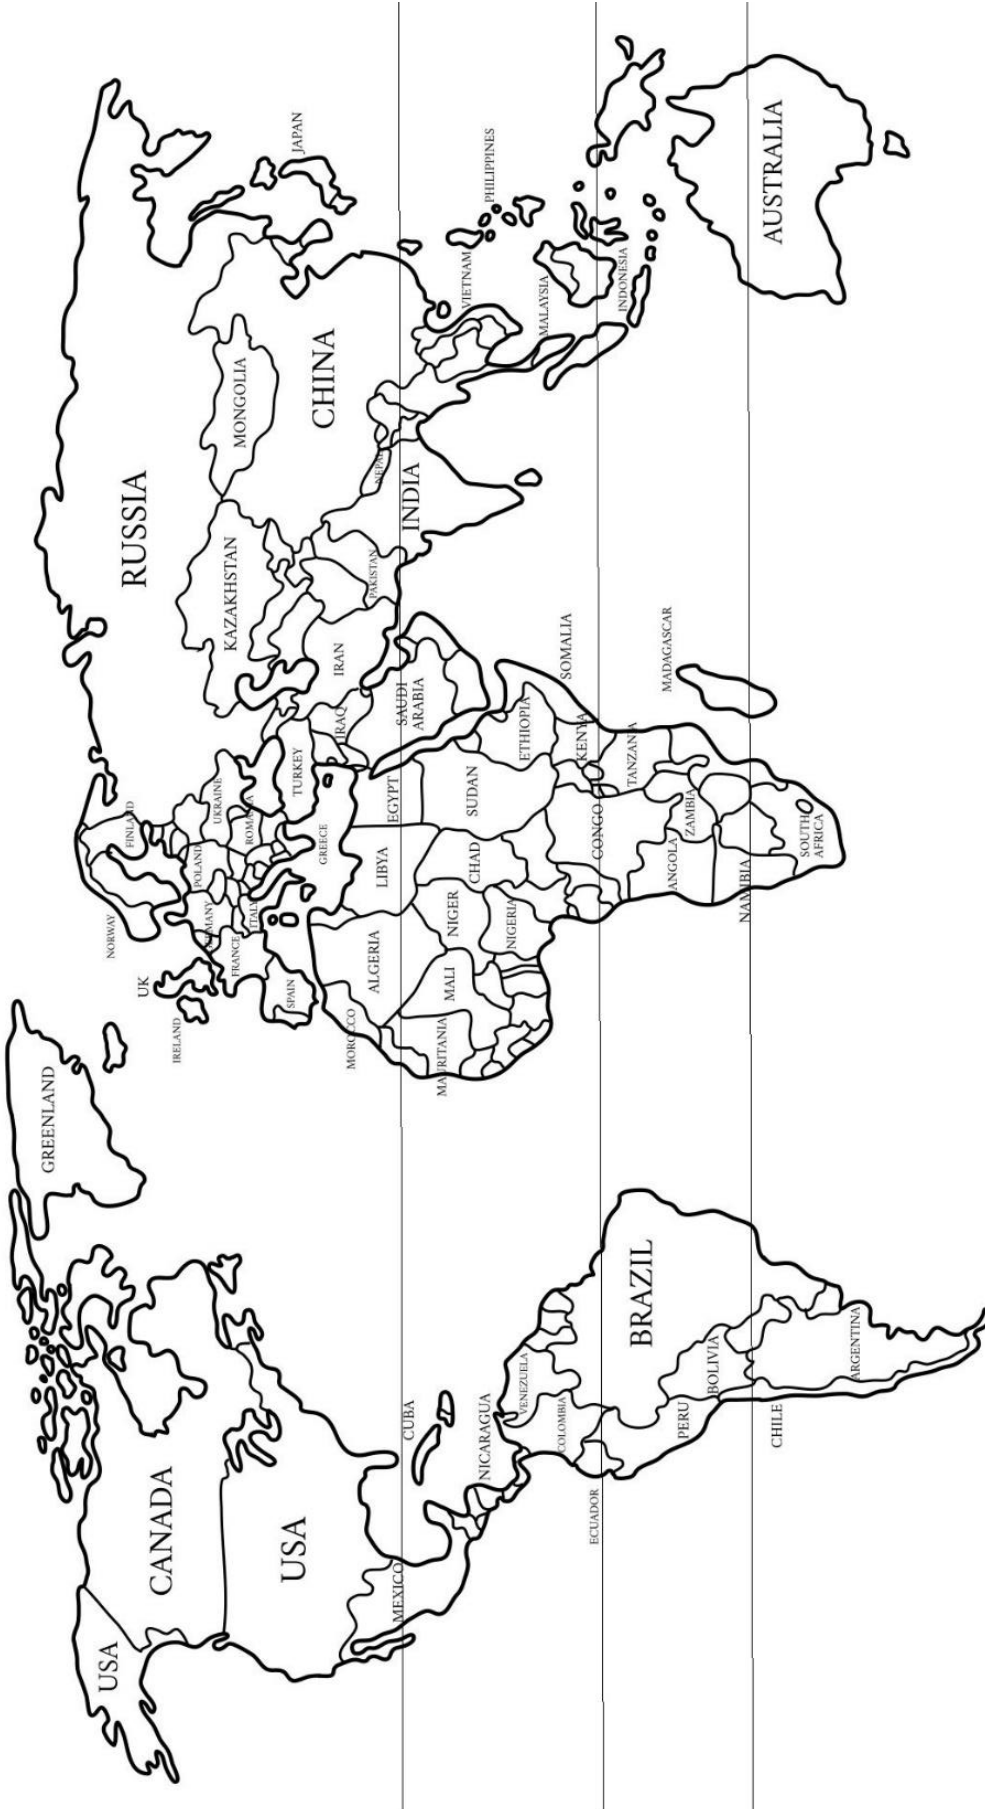 GREENLAND
USA
CANADA
USA
MEXICO
CUBA
NICARAGUA
VENEZUELA
COLOMBIA
ECUADOR
PERU
BRAZIL
BOLIVIA
CHILE
ARGENTINA
NORWAY
FINLAND
UK
IRELAND
POLAND
GERMANY
FRANCE
SPAIN
ITALY
UKRAINE
ROMANIA
GREECE
TURKEY
RUSSIA
KAZAKHSTAN
MONGOLIA
CHINA
JAPAN
IRAQ
IRAN
SAUDI
ARABIA
PAKISTAN
INDIA
NEPAL
VIETNAM
PHILIPPINES
MALAYSIA
INDONESIA
MOROCCO
ALGERIA
LIBYA
EGYPT
MAURITANIA
MALI
NIGER
CHAD
SUDAN
NIGERIA
ETHIOPIA
SOMALIA
KENYA
CONGO
TANZANIA
ANGOLA
ZAMBIA
NAMIBIA
MADAGASCAR
SOUTH
AFRICA
AUSTRALIA